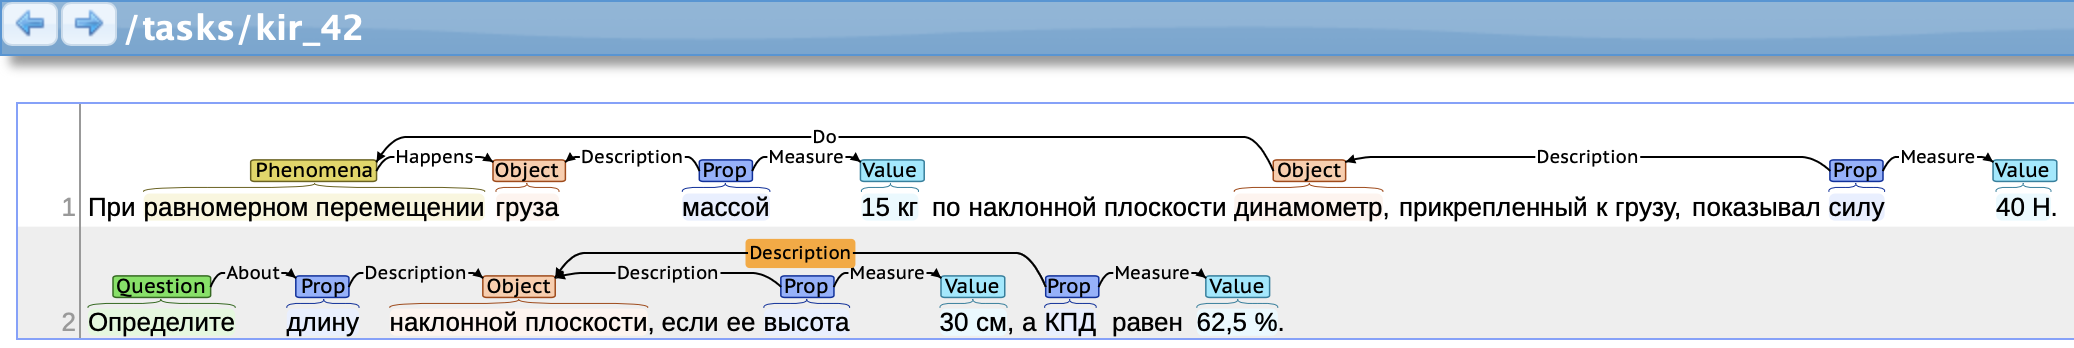 /tasks/kir_42
Do
Happens Description Measure Description Measure
Phenomena Object Prop Value Object Prop Value
1 При равномерном перемещении груза массой 15 кг по наклонной плоскости динамометр, прикрепленный к грузу, показывал силу 40 Н.
Description
About Description Description Measure Measure
Question Prop Object Prop Value Prop Value
2 Определите длину наклонной плоскости, если ее высота 30 см, а КПД равен 62,5 %.